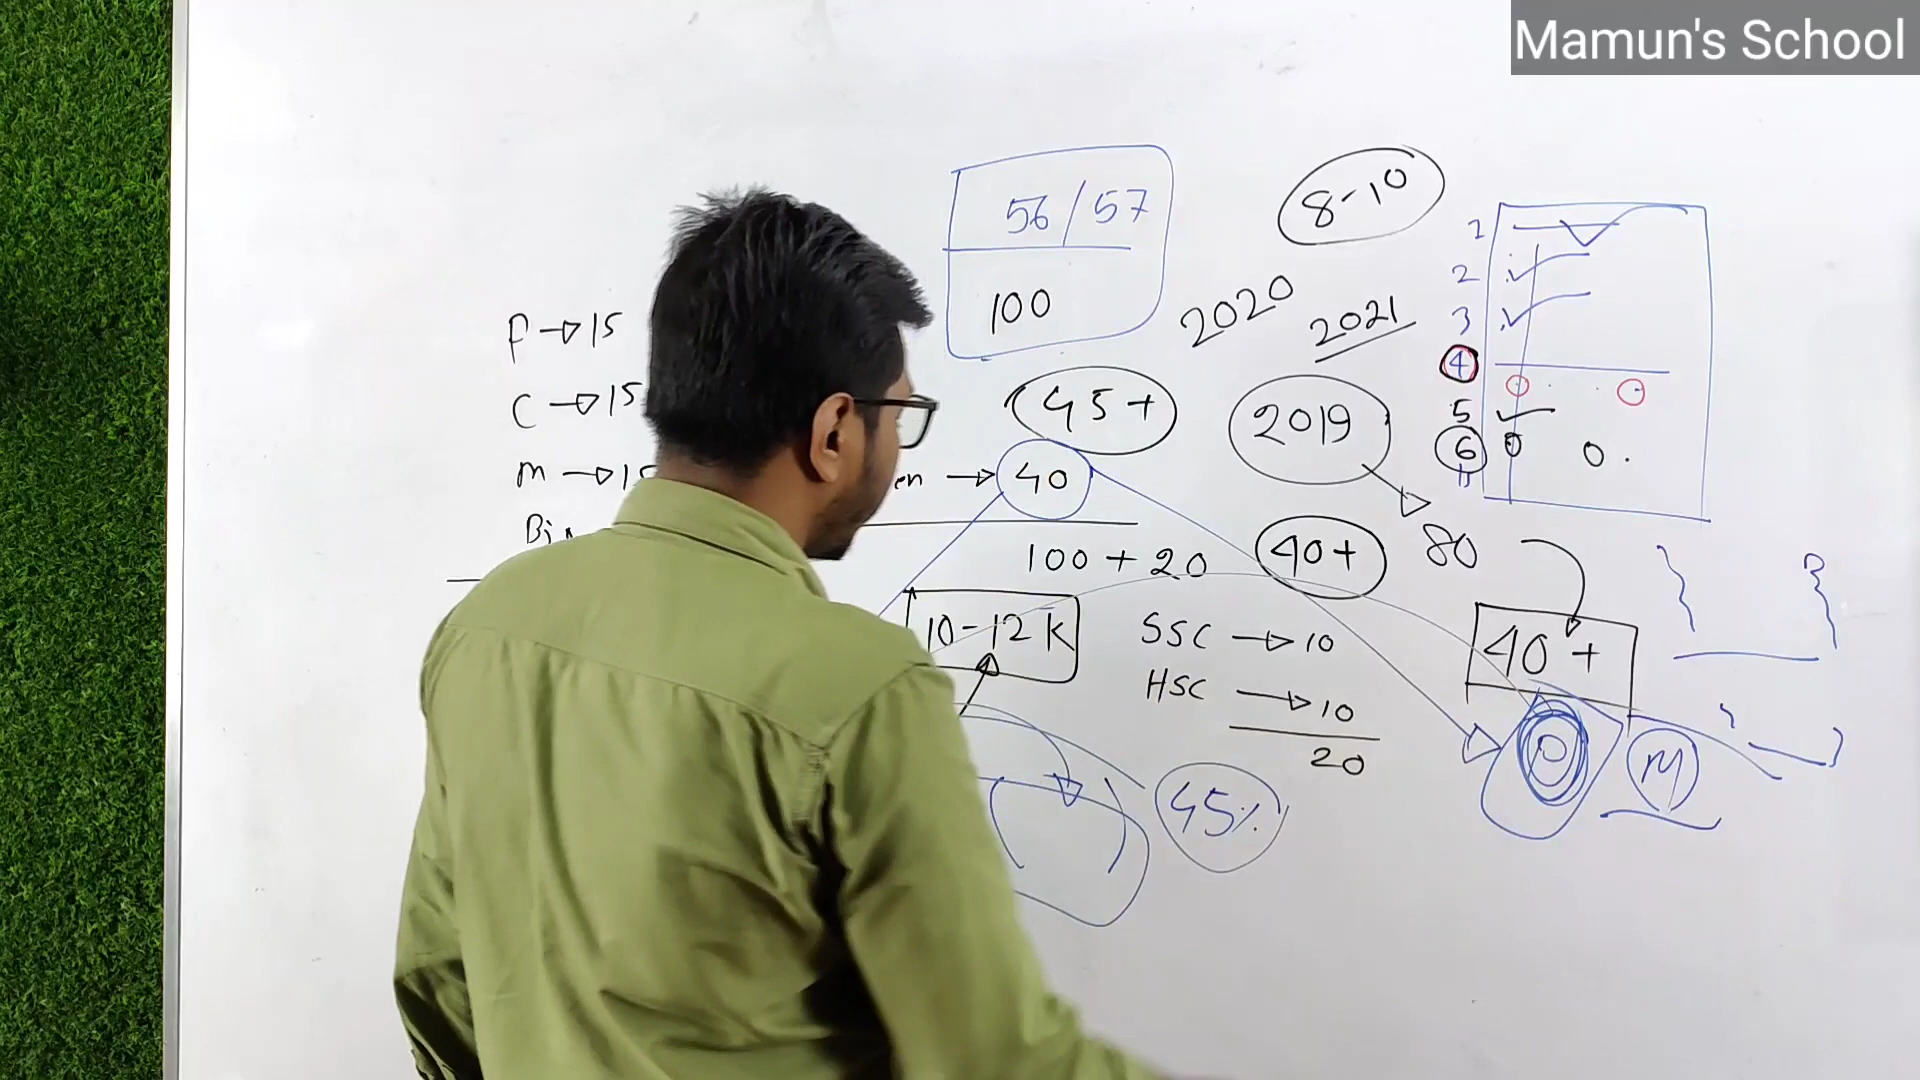 Mamun's School
56/57
100
8-10
2020
2021
1
2
3
4
5
6
P → 15
C → 15
45+
2019
m → 15
en → 40
80
Bi
100 + 20
40+
10-12 K
SSC → 10
40+
HSC → 10
20
45%
M